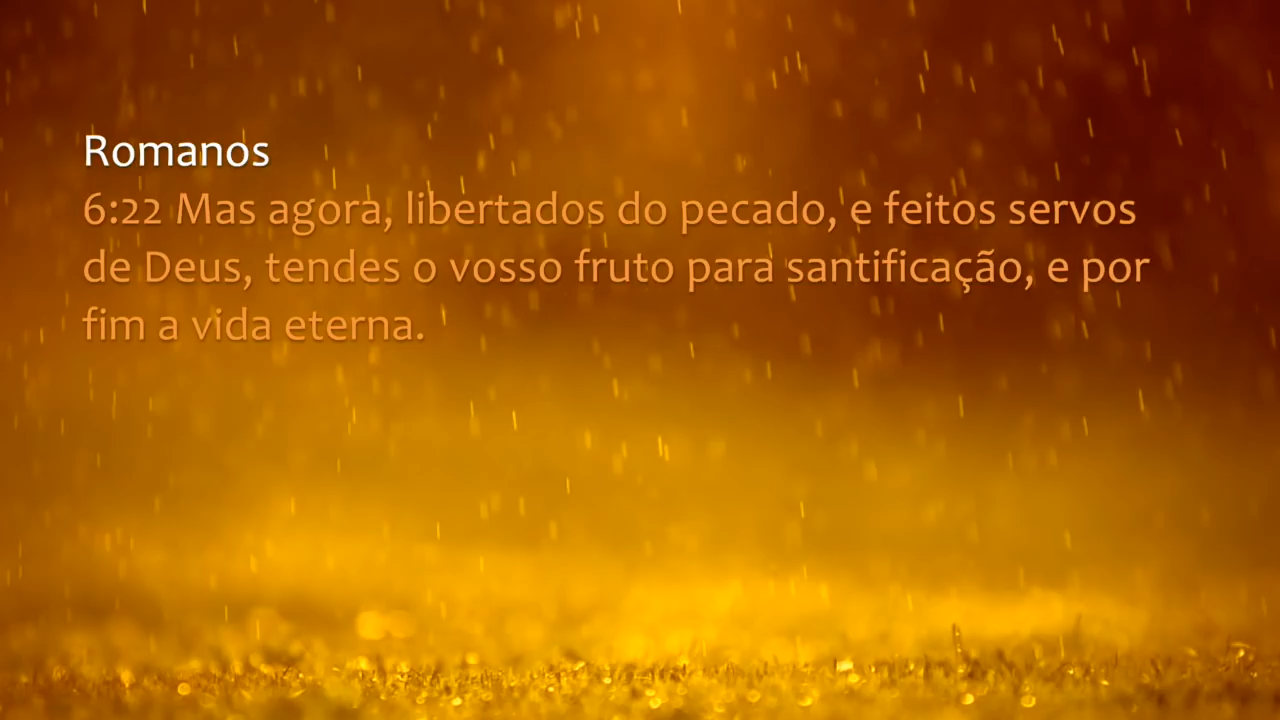 Romanos
6:22 Mas agora, libertados do pecado, e feitos servos
de Deus, tendes o vosso fruto para santificação, e por
fim a vida eterna.